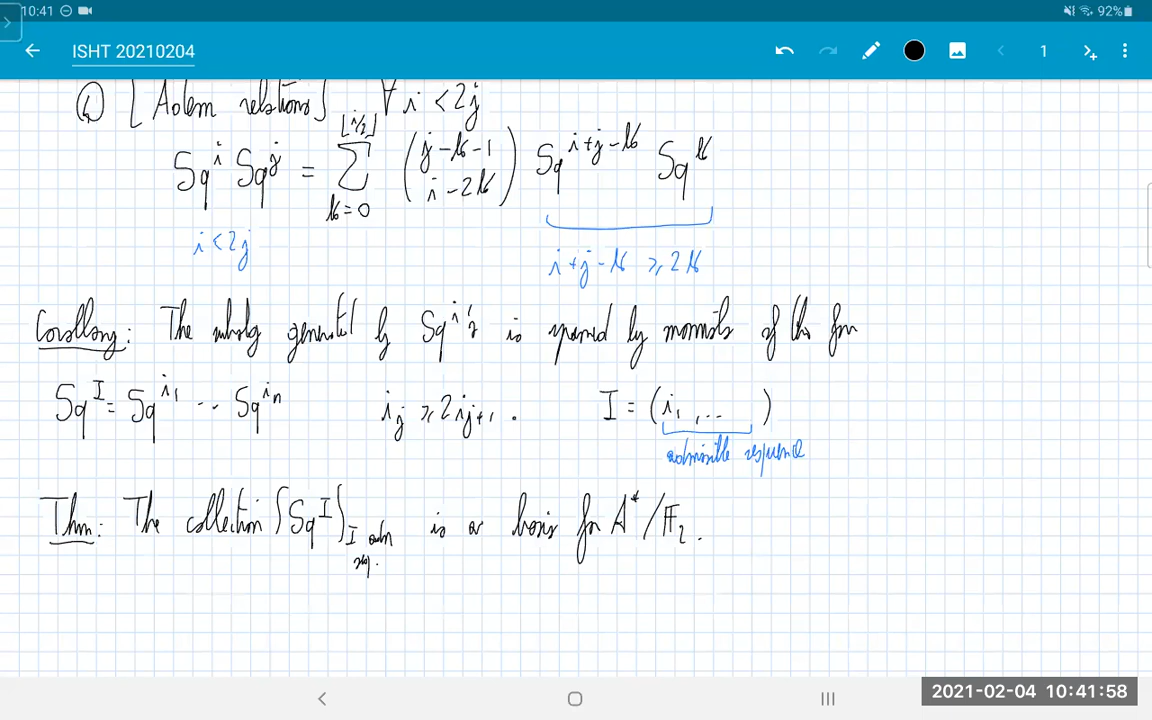 10:41
92%
ISHT 20210204
1
[Adem relations] ∀ i < 2j
Sq^i Sq^j = ∑_{k=0}^{⌊i/2⌋} (j-k-1 \choose i-2k) Sq^{i+j-k} Sq^k
i < 2j
i+j-k ⩾ 2k
Corollary: The subalg generated by Sq^i's is spanned by monomials of the form
Sq^I = Sq^{i_1} ... Sq^{i_n} i_j ⩾ 2i_{j+1}. I = (i_1, ... )
admissible sequence
Thm: The collection {Sq^I}_{I adm seq.} is a basis for A^*/F_2.
2021-02-04 10:41:58